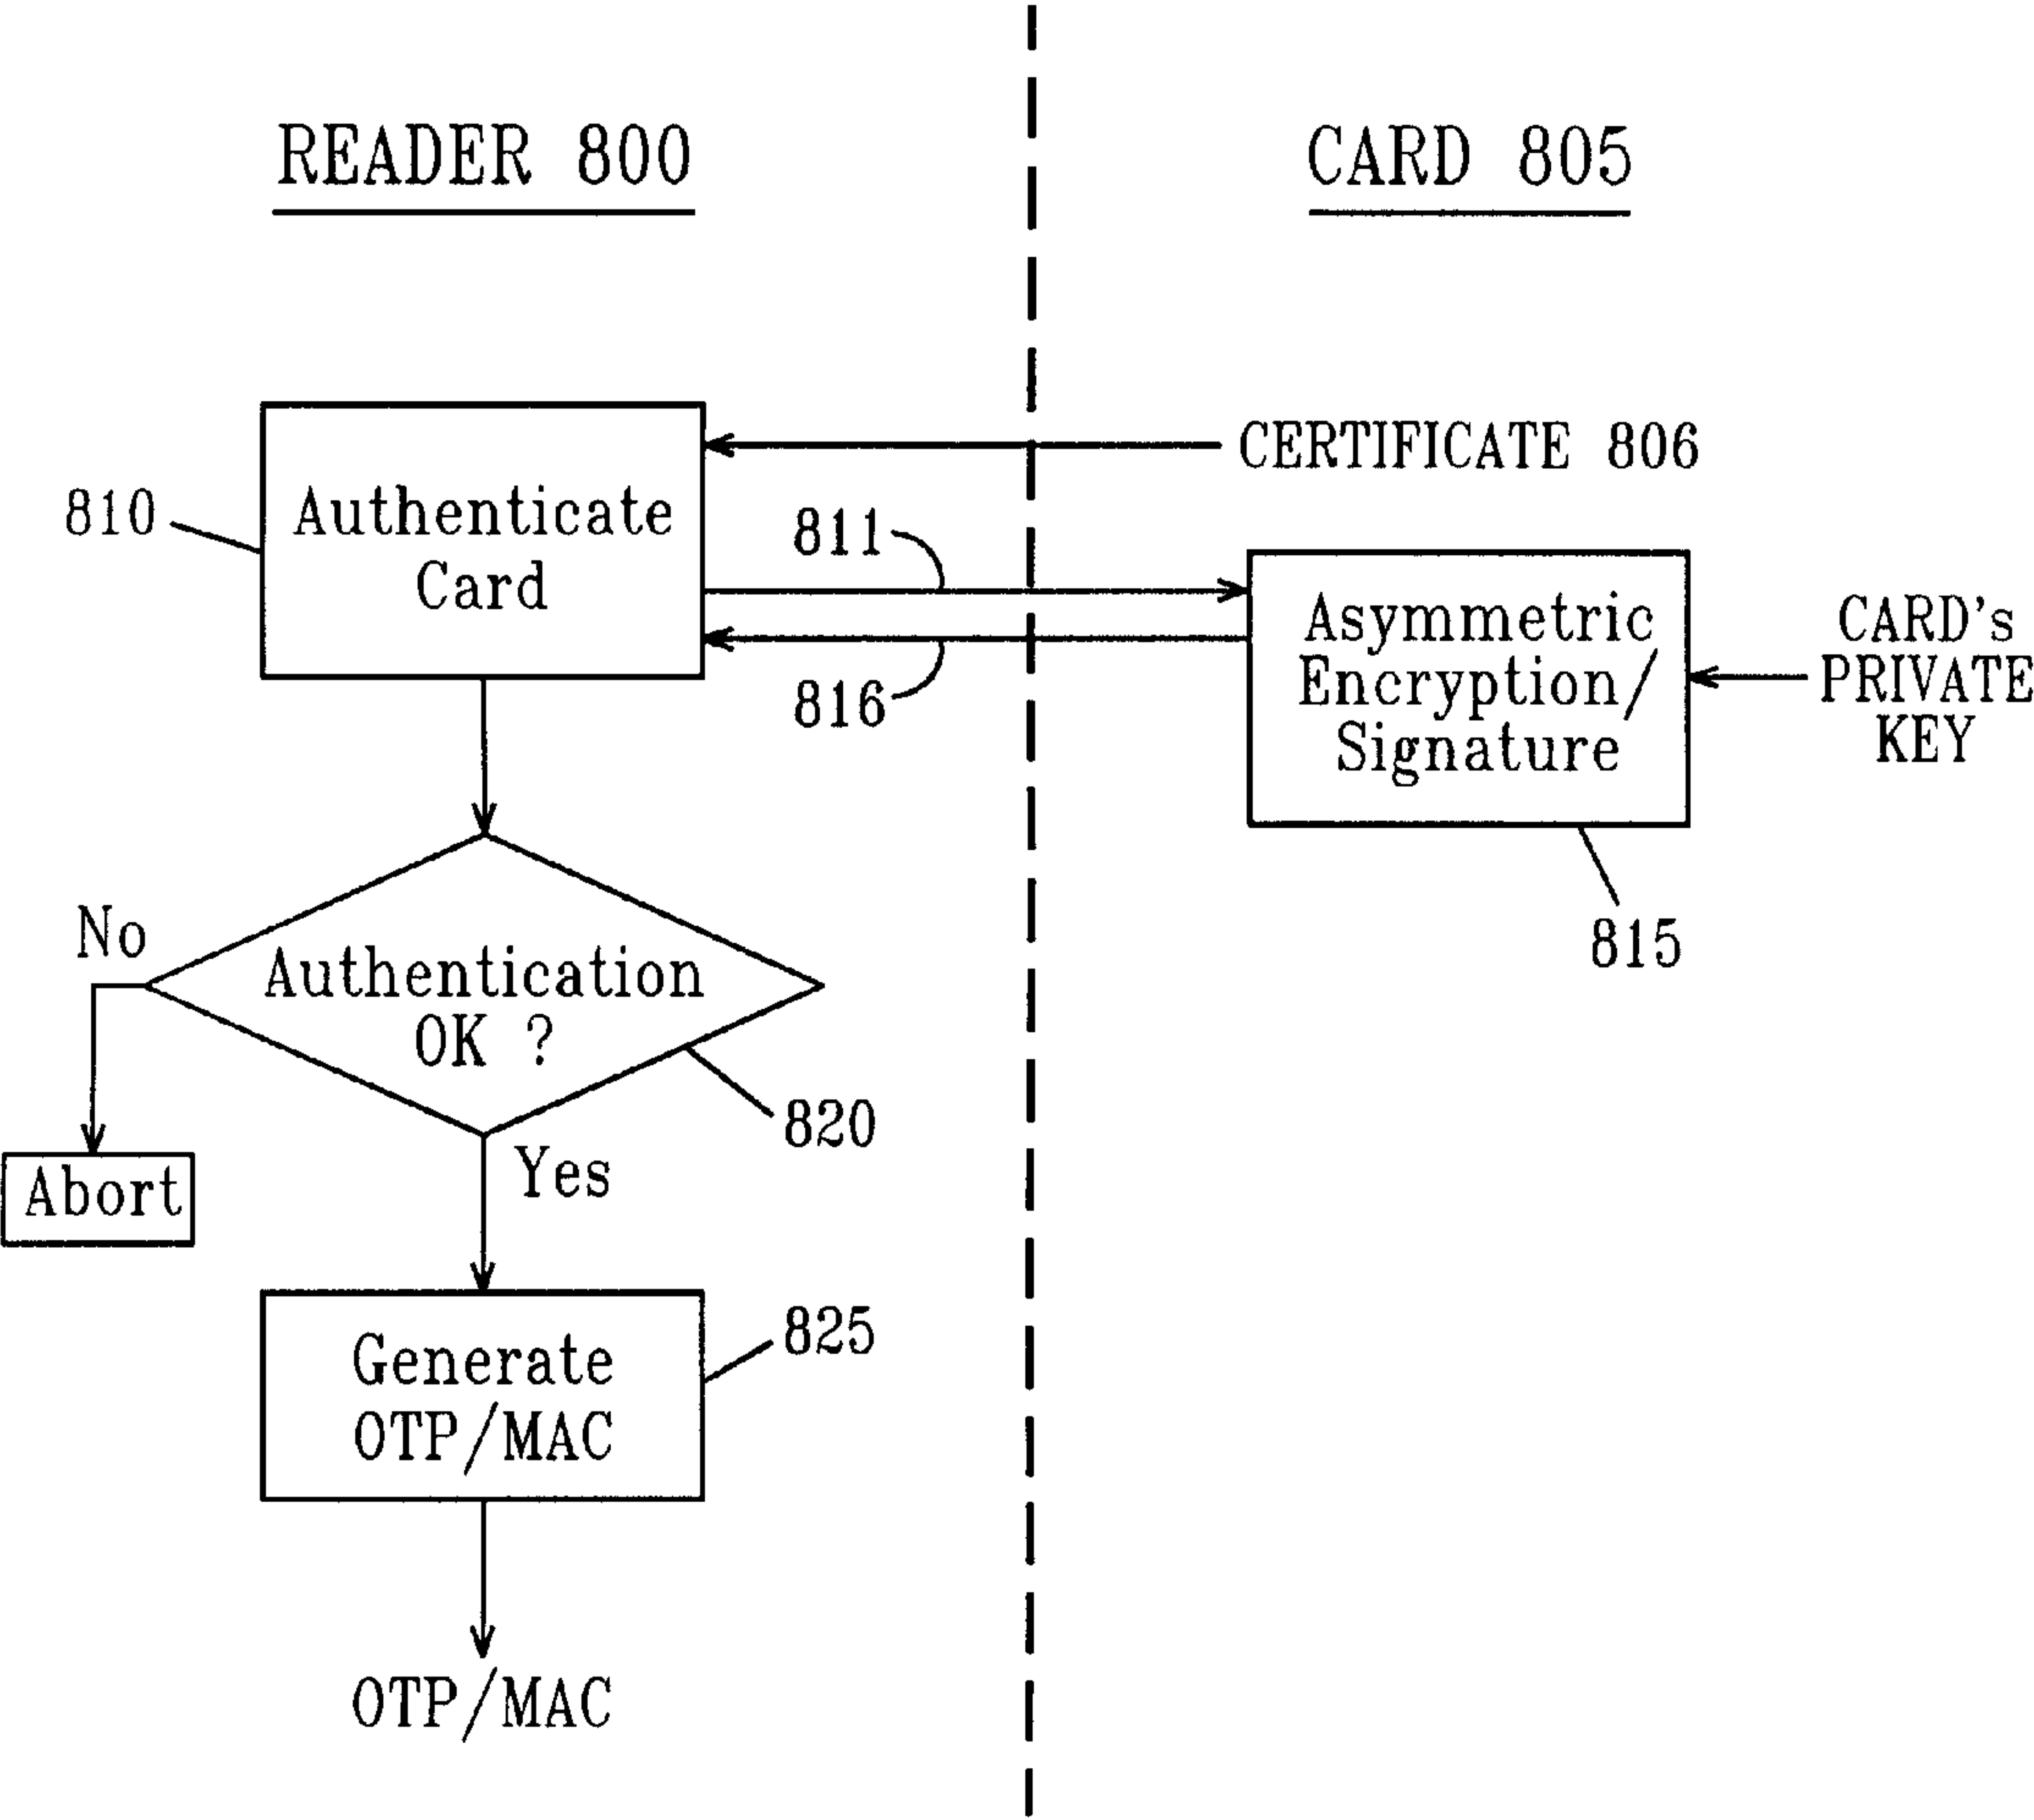 READER 800
CARD 805
CERTIFICATE 806
810
Authenticate
Card
811
816
Asymmetric
Encryption/
Signature
CARD's
PRIVATE
KEY
815
No
Authentication
OK ?
820
Yes
Abort
Generate
OTP/MAC
825
OTP/MAC